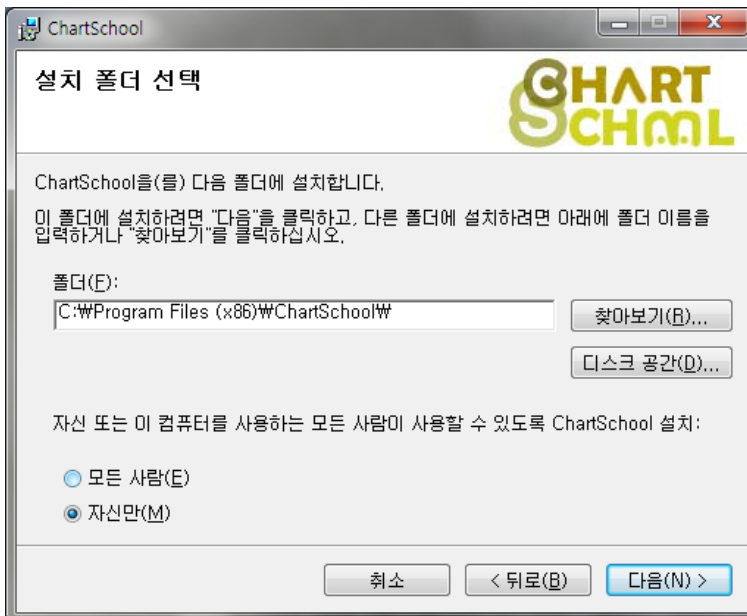 ChartSchool
설치 폴더 선택
CHART
SCHOOL
ChartSchool을(를) 다음 폴더에 설치합니다.
이 폴더에 설치하려면 "다음"을 클릭하고, 다른 폴더에 설치하려면 아래에 폴더 이름을
입력하거나 "찾아보기"를 클릭하십시오.
폴더(F):
C:₩Program Files (x86)₩ChartSchool₩
찾아보기(R)...
디스크 공간(D)...
자신 또는 이 컴퓨터를 사용하는 모든 사람이 사용할 수 있도록 ChartSchool 설치:
모든 사람(E)
자신만(M)
취소
< 뒤로(B)
다음(N) >